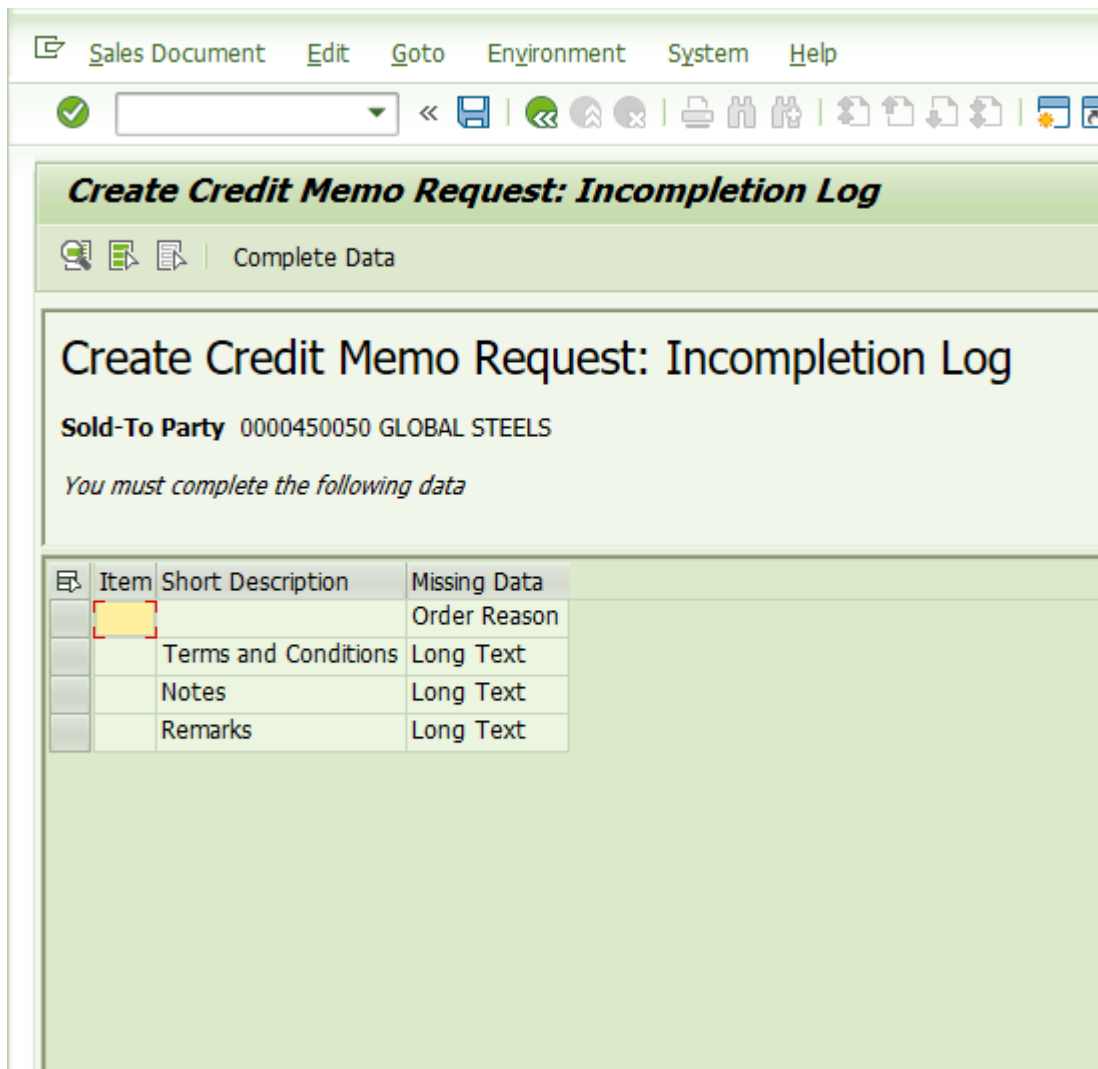 Sales Document Edit Goto Environment System Help
Create Credit Memo Request: Incompletion Log
Complete Data
Create Credit Memo Request: Incompletion Log
Sold-To Party 0000450050 GLOBAL STEELS
You must complete the following data
Item Short Description Missing Data
Order Reason
Terms and Conditions Long Text
Notes Long Text
Remarks Long Text